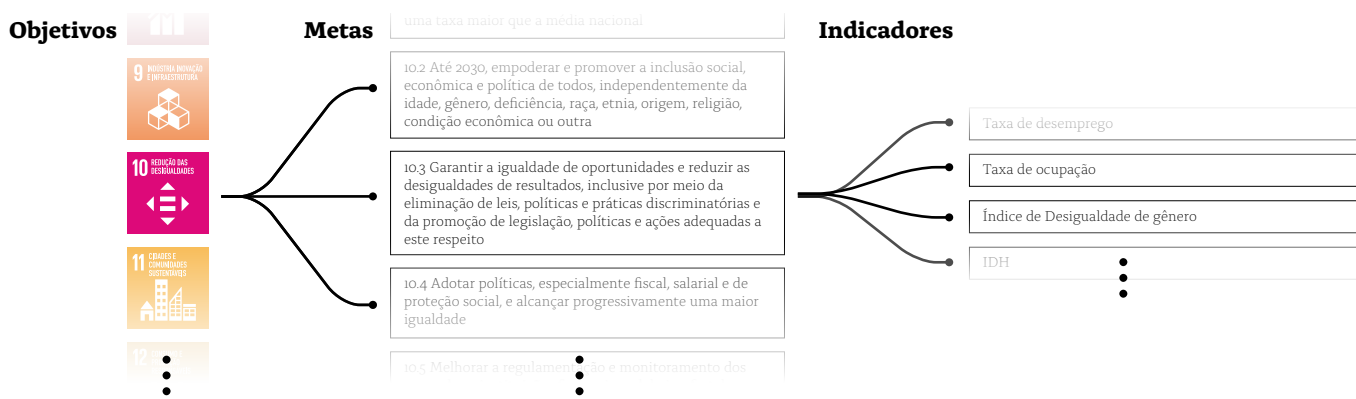 Objetivos
Metas
Indicadores
uma taxa maior que a média nacional
9 INDÚSTRIA INOVAÇÃO
E INFRAESTRUTURA
10.2 Até 2030, empoderar e promover a inclusão social,
econômica e política de todos, independentemente da
idade, gênero, deficiência, raça, etnia, origem, religião,
condição econômica ou outra
10 REDUÇÃO DAS
DESIGUALDADES
10.3 Garantir a igualdade de oportunidades e reduzir as
desigualdades de resultados, inclusive por meio da
eliminação de leis, políticas e práticas discriminatórias e
da promoção de legislação, políticas e ações adequadas a
este respeito
11 CIDADES E
COMUNIDADES
SUSTENTÁVEIS
10.4 Adotar políticas, especialmente fiscal, salarial e de
proteção social, e alcançar progressivamente uma maior
igualdade
12
10.5 Melhorar a regulamentação e monitoramento dos
Taxa de desemprego
Taxa de ocupação
Índice de Desigualdade de gênero
IDH